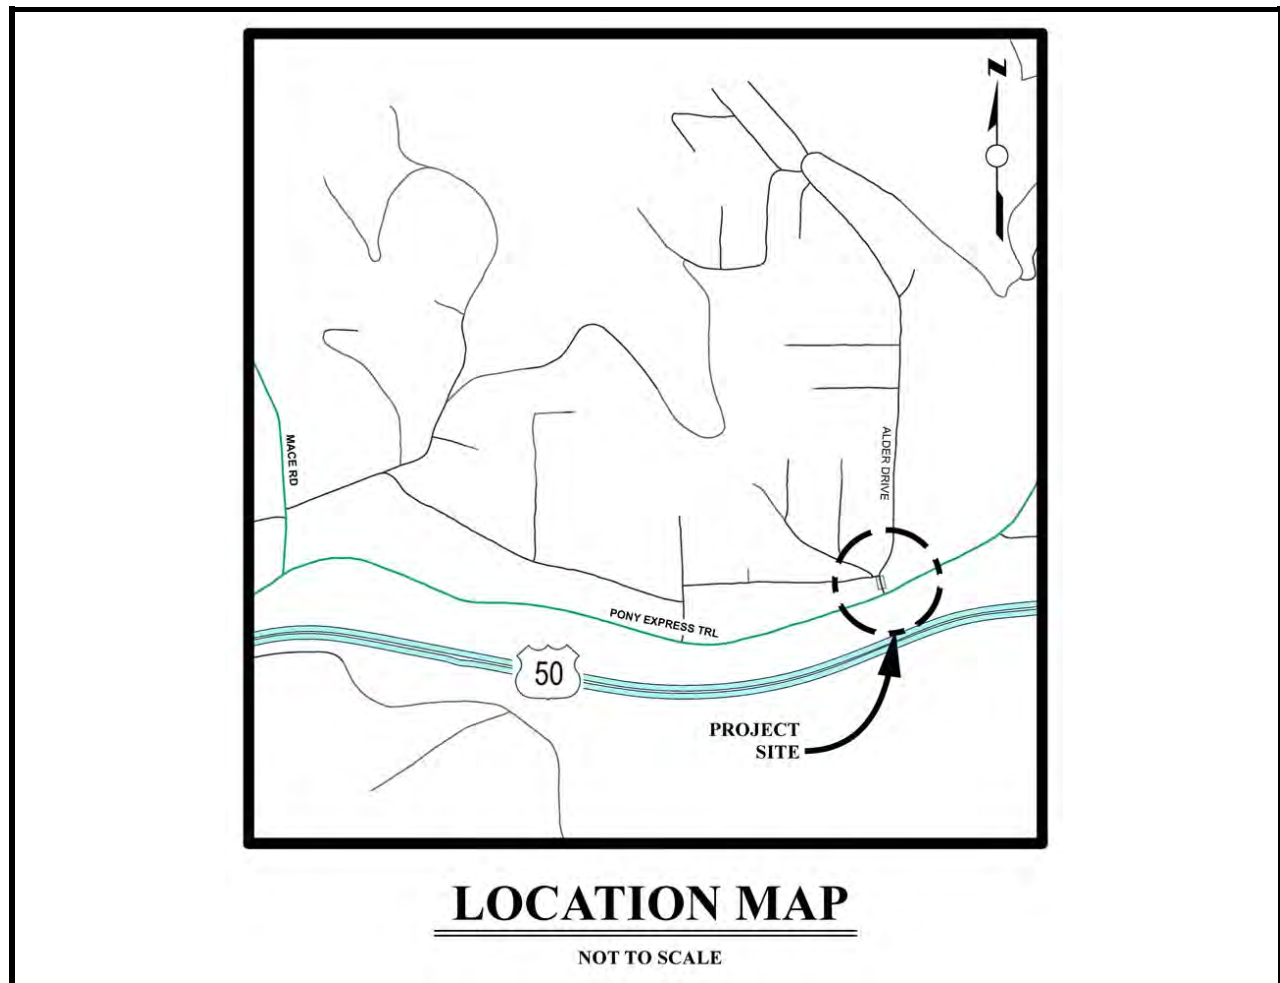 N
MACE RD
ALDER DRIVE
PONY EXPRESS TRL
50
PROJECT
SITE
LOCATION MAP
NOT TO SCALE